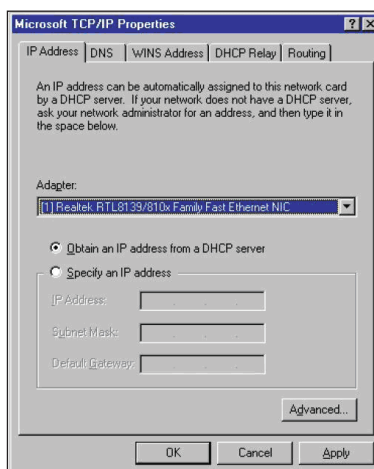 Microsoft TCP/IP Properties
IP Address DNS WINS Address DHCP Relay Routing
An IP address can be automatically assigned to this network card
by a DHCP server. If your network does not have a DHCP server,
ask your network administrator for an address, and then type it in
the space below.
Adapter:
[1] Realtek RTL8139/810x Family Fast Ethernet NIC
Obtain an IP address from a DHCP server
Specify an IP address
IP Address:
Subnet Mask:
Default Gateway:
Advanced...
OK Cancel Apply